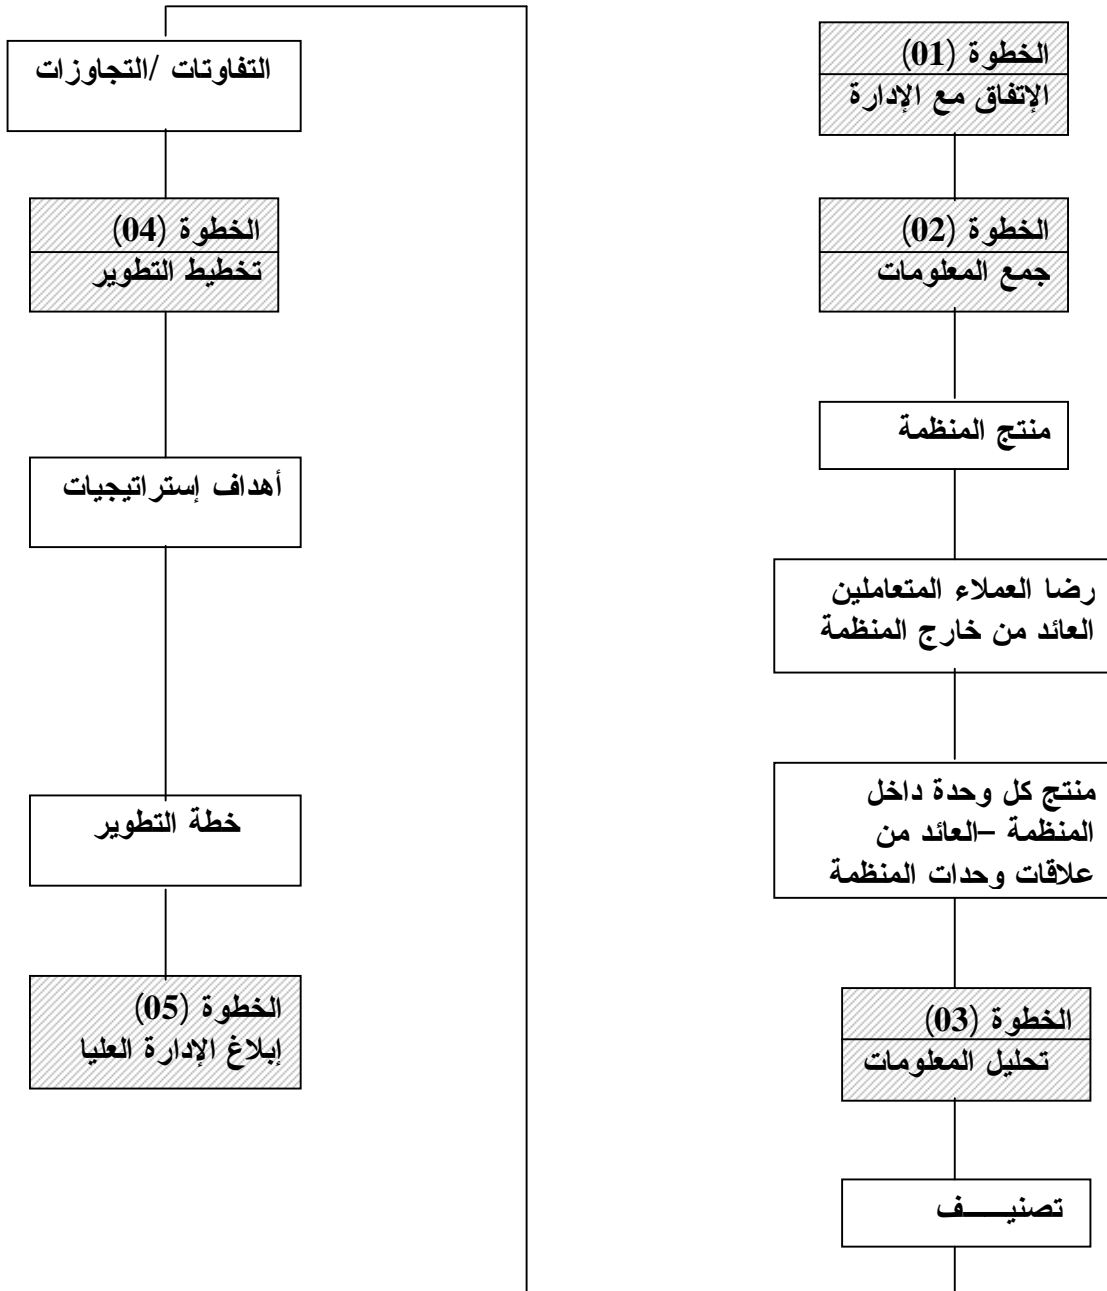 الخطوة (01)
الإتفاق مع الإدارة
الخطوة (02)
جمع المعلومات
منتج المنظمة
رضا العملاء المتعاملين
العائد من خارج المنظمة
منتج كل وحدة داخل
المنظمة –العائد من
علاقات وحدات المنظمة
الخطوة (03)
تحليل المعلومات
تصنيــــف
التفاوتات /التجاوزات
الخطوة (04)
تخطيط التطوير
أهداف إستراتيجيات
خطة التطوير
الخطوة (05)
إبلاغ الإدارة العليا